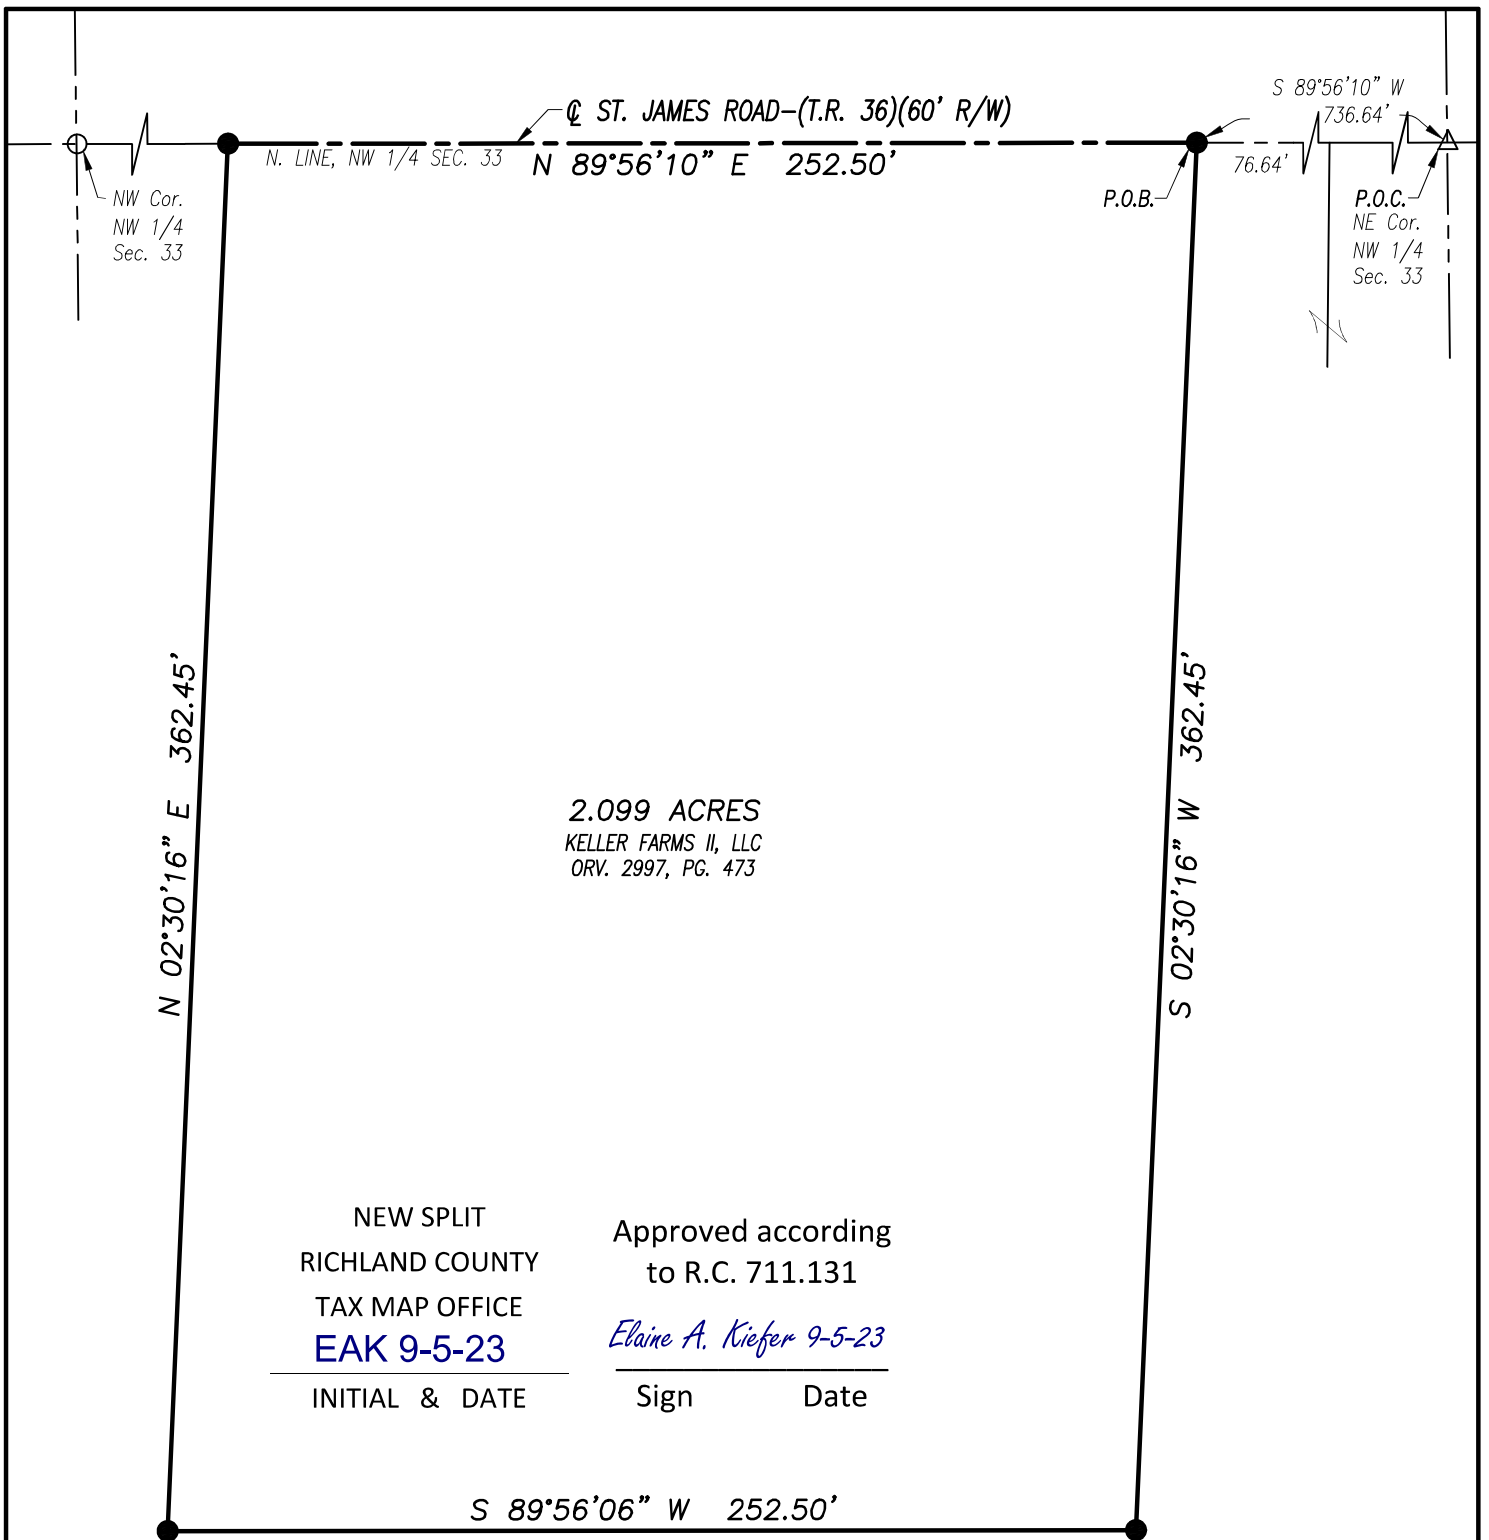 S 89°56'10" W
736.64'
℄ ST. JAMES ROAD-(T.R. 36)(60' R/W)
N. LINE, NW 1/4 SEC. 33
N 89°56'10" E 252.50'
76.64'
P.O.B.
NW Cor.
NW 1/4
Sec. 33
P.O.C.
NE Cor.
NW 1/4
Sec. 33
N 02°30'16" E 362.45'
S 02°30'16" W 362.45'
2.099 ACRES
KELLER FARMS II, LLC
ORV. 2997, PG. 473
NEW SPLIT
RICHLAND COUNTY
TAX MAP OFFICE
EAK 9-5-23
INITIAL & DATE
Approved according
to R.C. 711.131
Elaine A. Kiefer 9-5-23
Sign Date
S 89°56'06" W 252.50'